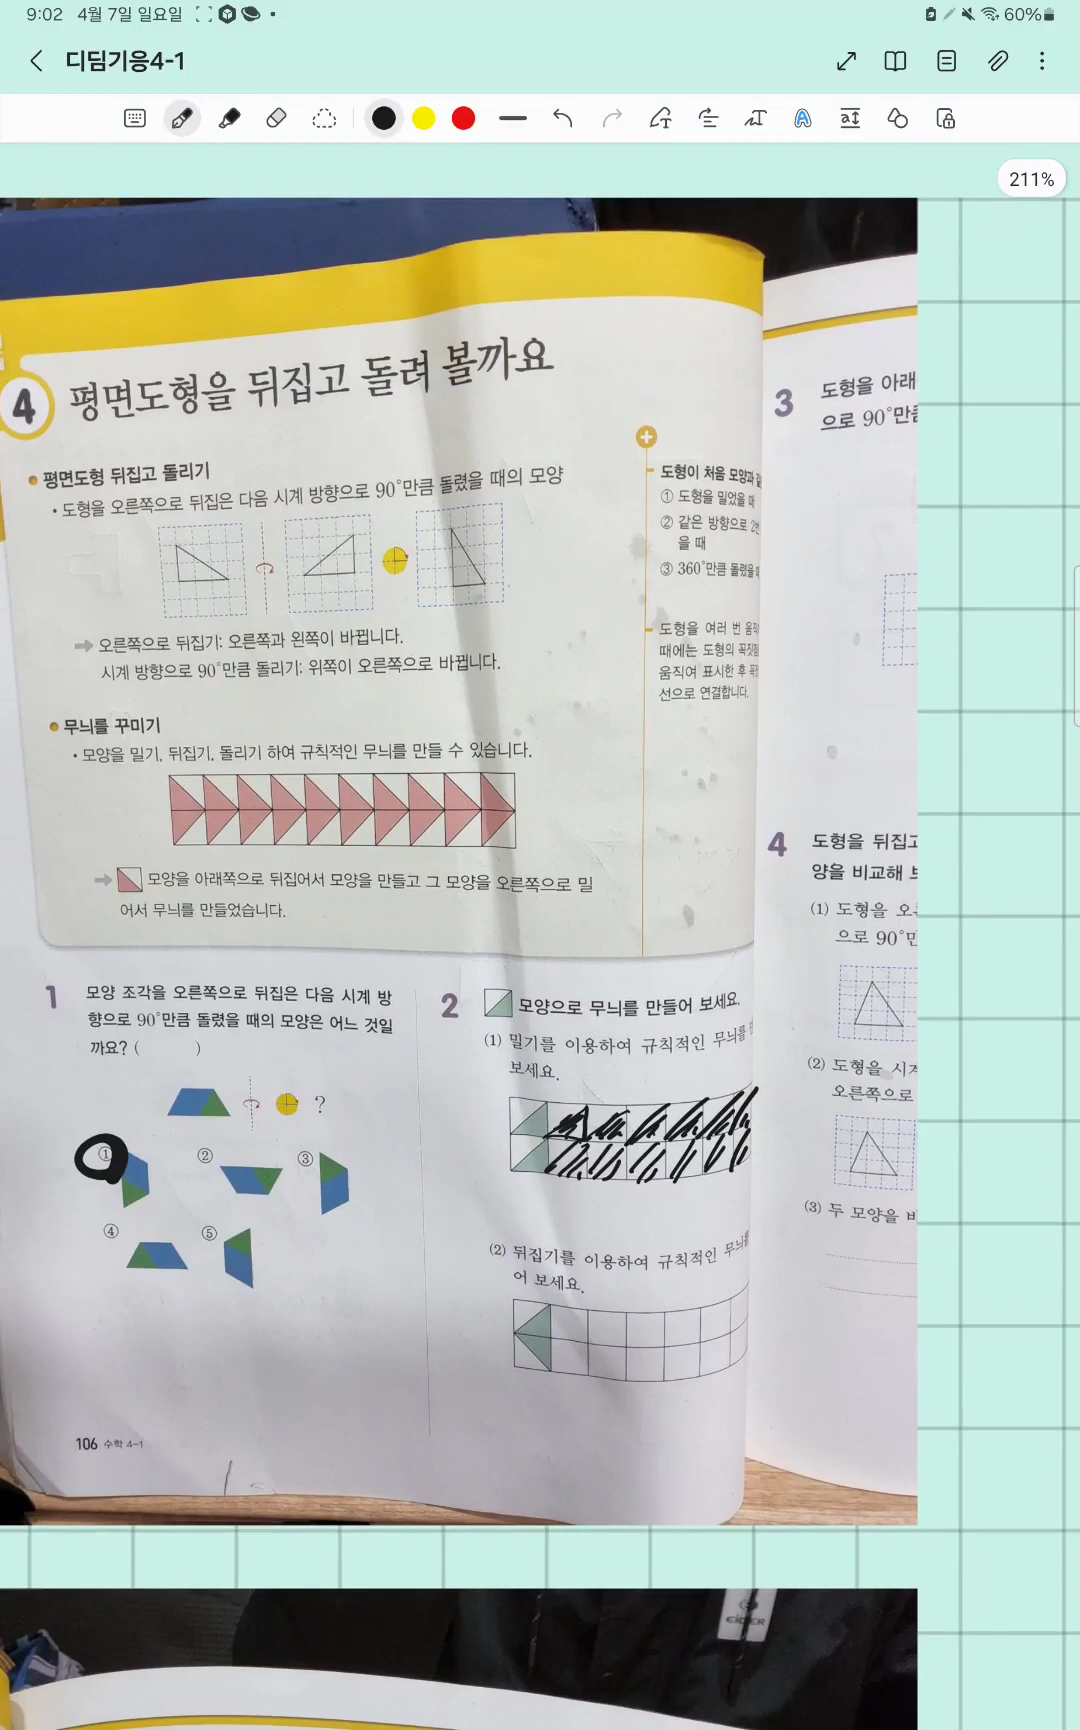 9:02 4월 7일 일요일
60%
디딤기응4-1
211%
4 평면도형을 뒤집고 돌려 볼까요
평면도형 뒤집고 돌리기
• 도형을 오른쪽으로 뒤집은 다음 시계 방향으로 90°만큼 돌렸을 때의 모양
➡ 오른쪽으로 뒤집기: 오른쪽과 왼쪽이 바뀝니다.
시계 방향으로 90°만큼 돌리기: 위쪽이 오른쪽으로 바뀝니다.
무늬를 꾸미기
• 모양을 밀기, 뒤집기, 돌리기 하여 규칙적인 무늬를 만들 수 있습니다.
➡ 모양을 아래쪽으로 뒤집어서 모양을 만들고 그 모양을 오른쪽으로 밀
어서 무늬를 만들었습니다.
도형이 처음 모양과
① 도형을 밀었을
② 같은 방향으로
을 때
③ 360°만큼 돌렸을
도형을 여러 번
때에는 도형의
움직여 표시한 후
선으로 연결합니다.
1 모양 조각을 오른쪽으로 뒤집은 다음 시계 방
향으로 90°만큼 돌렸을 때의 모양은 어느 것일
까요? ( )
?
① ② ③
④ ⑤
2 모양으로 무늬를 만들어 보세요.
(1) 밀기를 이용하여 규칙적인 무늬를
보세요.
(2) 뒤집기를 이용하여 규칙적인 무늬를
어 보세요.
106 수학 4-1
3 도형을 아래
으로 90°만큼
4 도형을 뒤집고
양을 비교해
(1) 도형을
으로 90°만
(2) 도형을 시계
오른쪽으로
(3) 두 모양을
EIDER